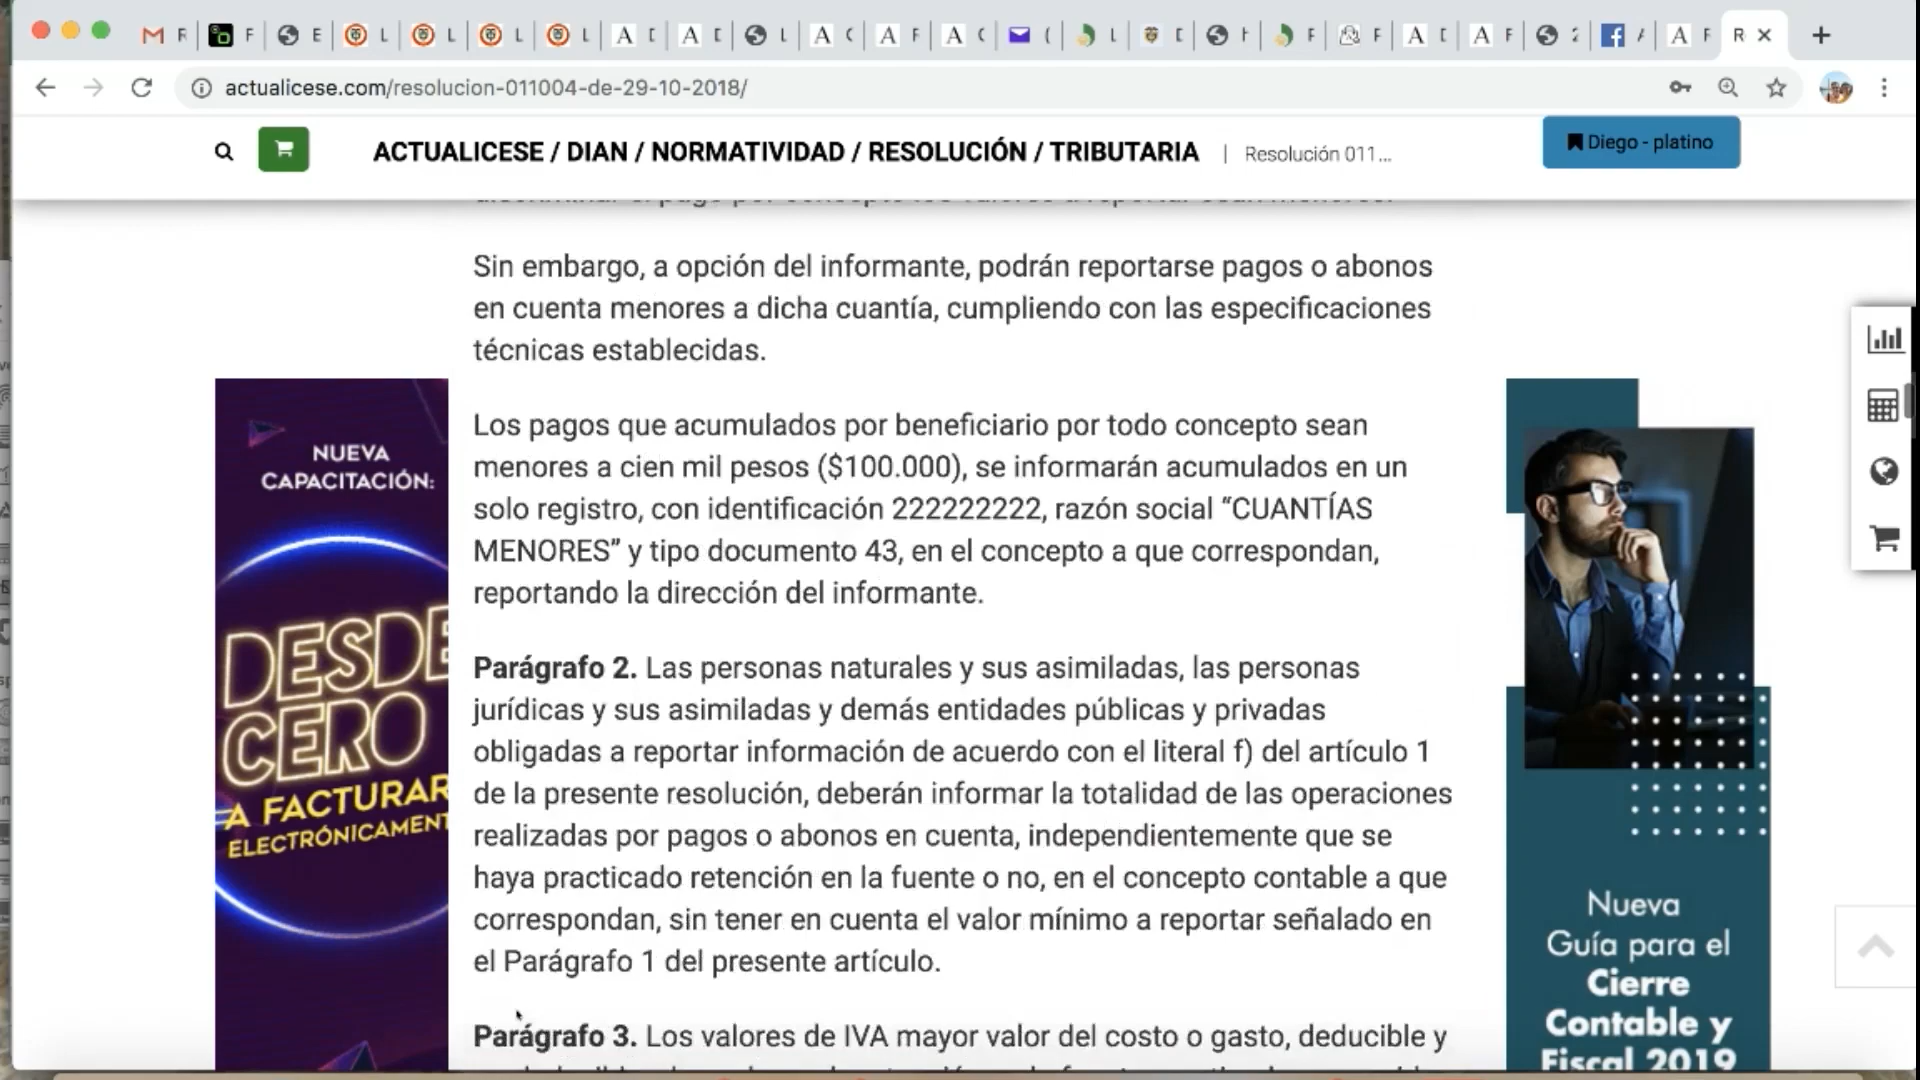 actualicese.com/resolucion-011004-de-29-10-2018/
ACTUALICESE / DIAN / NORMATIVIDAD / RESOLUCIÓN / TRIBUTARIA | Resolución 011...
Diego - platino
Sin embargo, a opción del informante, podrán reportarse pagos o abonos
en cuenta menores a dicha cuantía, cumpliendo con las especificaciones
técnicas establecidas.
Los pagos que acumulados por beneficiario por todo concepto sean
menores a cien mil pesos ($100.000), se informarán acumulados en un
solo registro, con identificación 222222222, razón social “CUANTÍAS
MENORES” y tipo documento 43, en el concepto a que correspondan,
reportando la dirección del informante.
Parágrafo 2. Las personas naturales y sus asimiladas, las personas
jurídicas y sus asimiladas y demás entidades públicas y privadas
obligadas a reportar información de acuerdo con el literal f) del artículo 1
de la presente resolución, deberán informar la totalidad de las operaciones
realizadas por pagos o abonos en cuenta, independientemente que se
haya practicado retención en la fuente o no, en el concepto contable a que
correspondan, sin tener en cuenta el valor mínimo a reportar señalado en
el Parágrafo 1 del presente artículo.
Parágrafo 3. Los valores de IVA mayor valor del costo o gasto, deducible y
NUEVA
CAPACITACIÓN:
DESDE
CERO
A FACTURAR
ELECTRÓNICAMENT
Nueva
Guía para el
Cierre
Contable y
Fiscal 2019